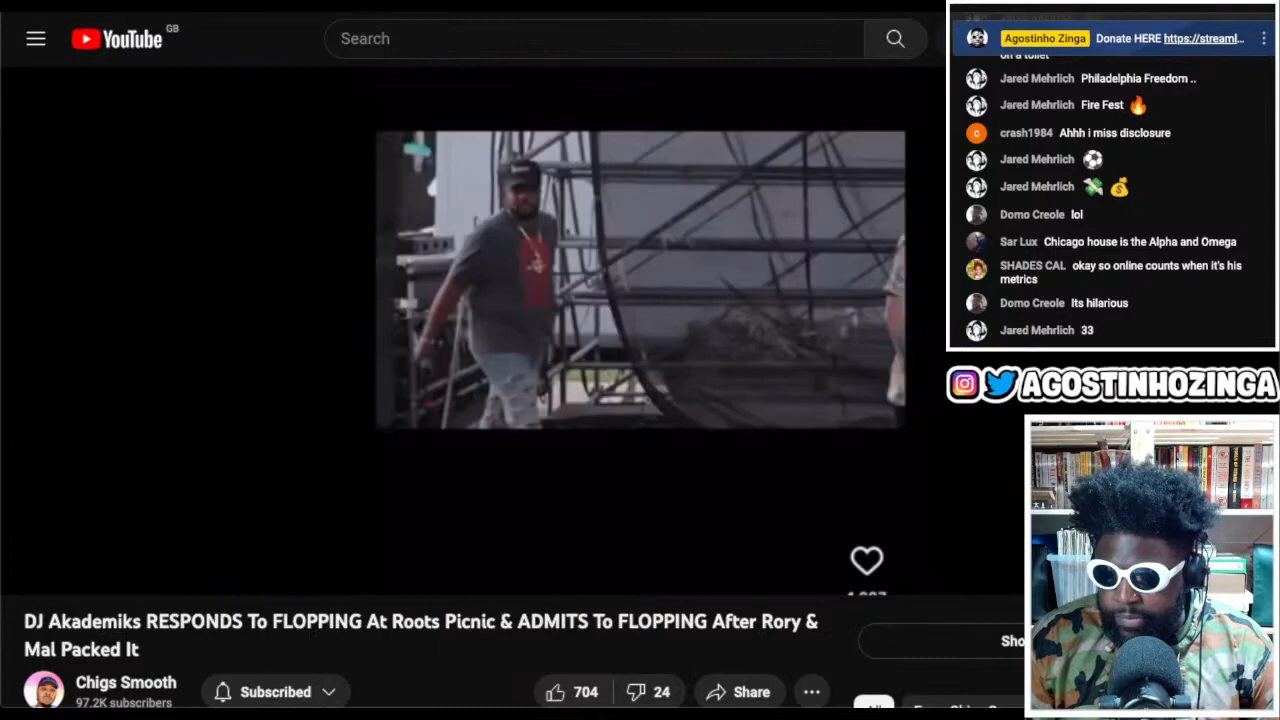 YouTube GB
Search
Agostinho Zinga Donate HERE https://streaml...
on a toilet
Jared Mehrlich Philadelphia Freedom ..
Jared Mehrlich Fire Fest 🔥
c crash1984 Ahhh i miss disclosure
Jared Mehrlich ⚽
Jared Mehrlich 💸 💰
Domo Creole lol
Sar Lux Chicago house is the Alpha and Omega
SHADES CAL okay so online counts when it's his
metrics
Domo Creole Its hilarious
Jared Mehrlich 33
AGOSTINHOZINGA
DJ Akademiks RESPONDS To FLOPPING At Roots Picnic & ADMITS To FLOPPING After Rory &
Mal Packed It
Sho
Chigs Smooth
97.2K subscribers
Subscribed
704
24
Share